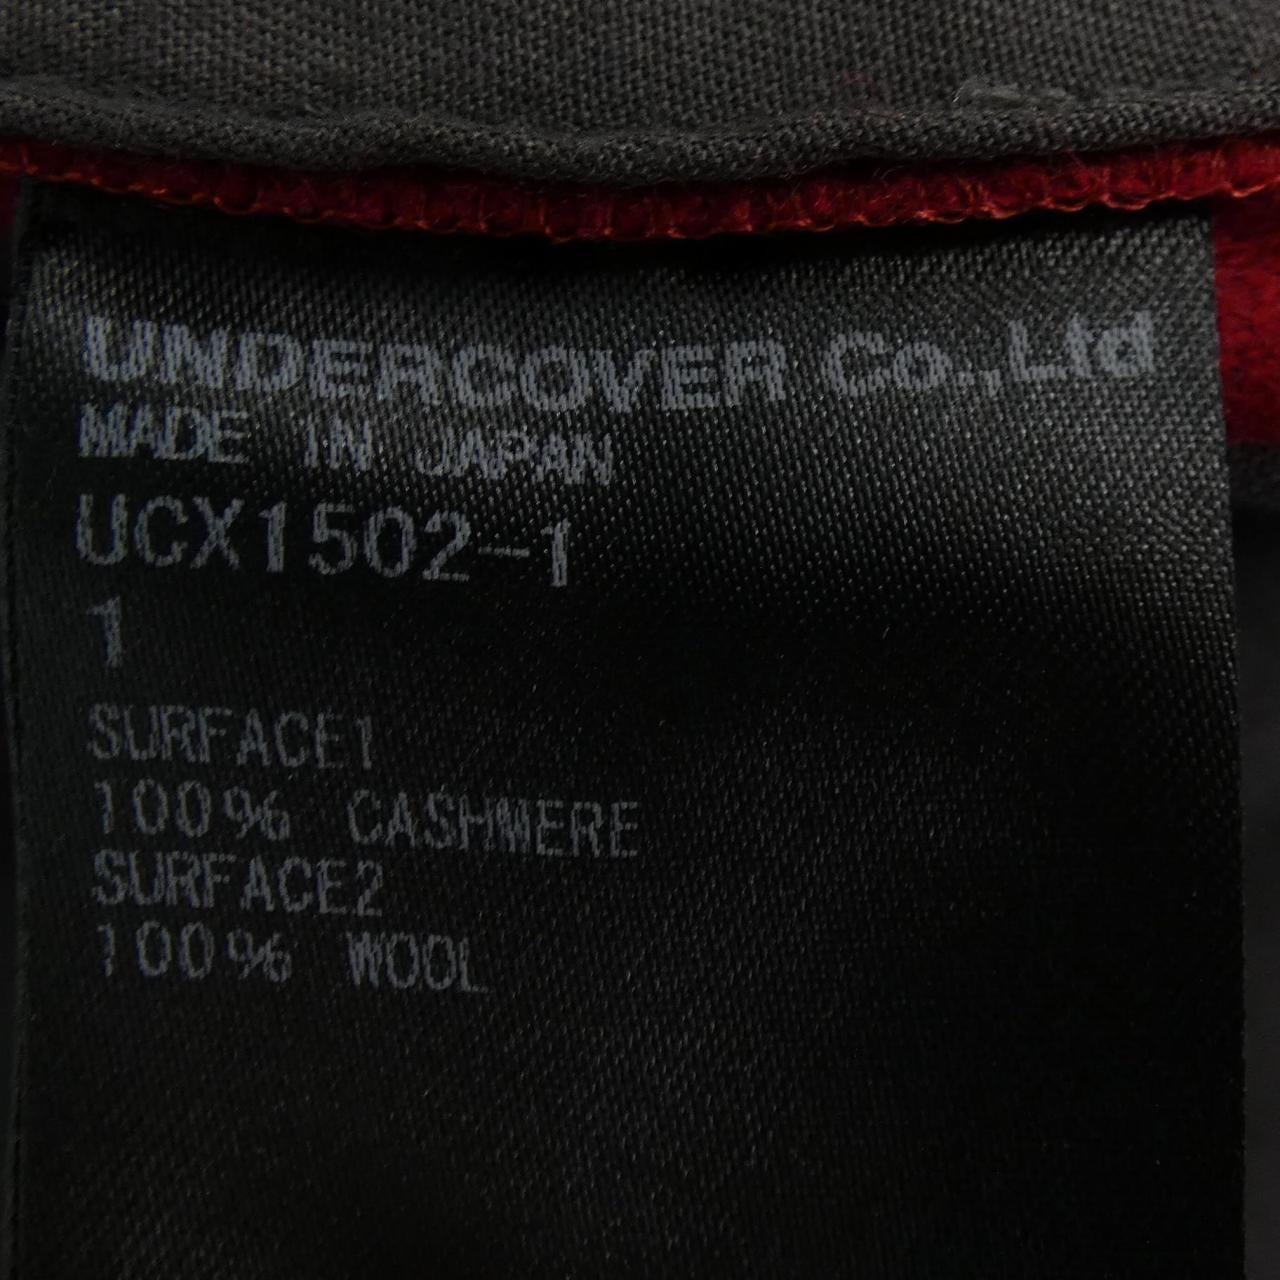 UNDERCOVER Co.,Ltd
MADE IN JAPAN
UCX1502-1
1
SURFACE1
100% CASHMERE
SURFACE2
100% WOOL